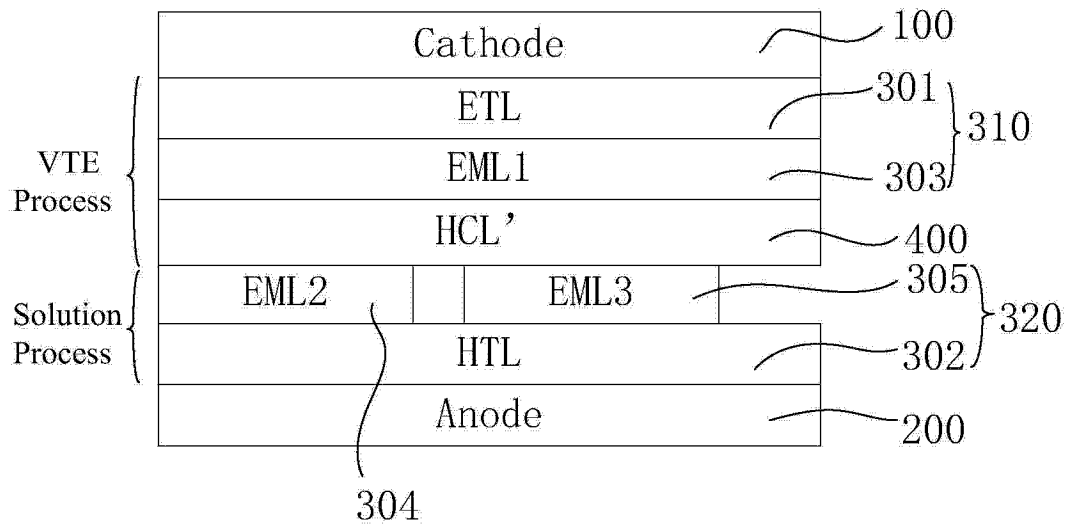 Cathode
100
ETL
301
310
VTE
Process
EML1
303
HCL’
400
EML2
EML3
305
Solution
Process
320
HTL
302
Anode
200
304